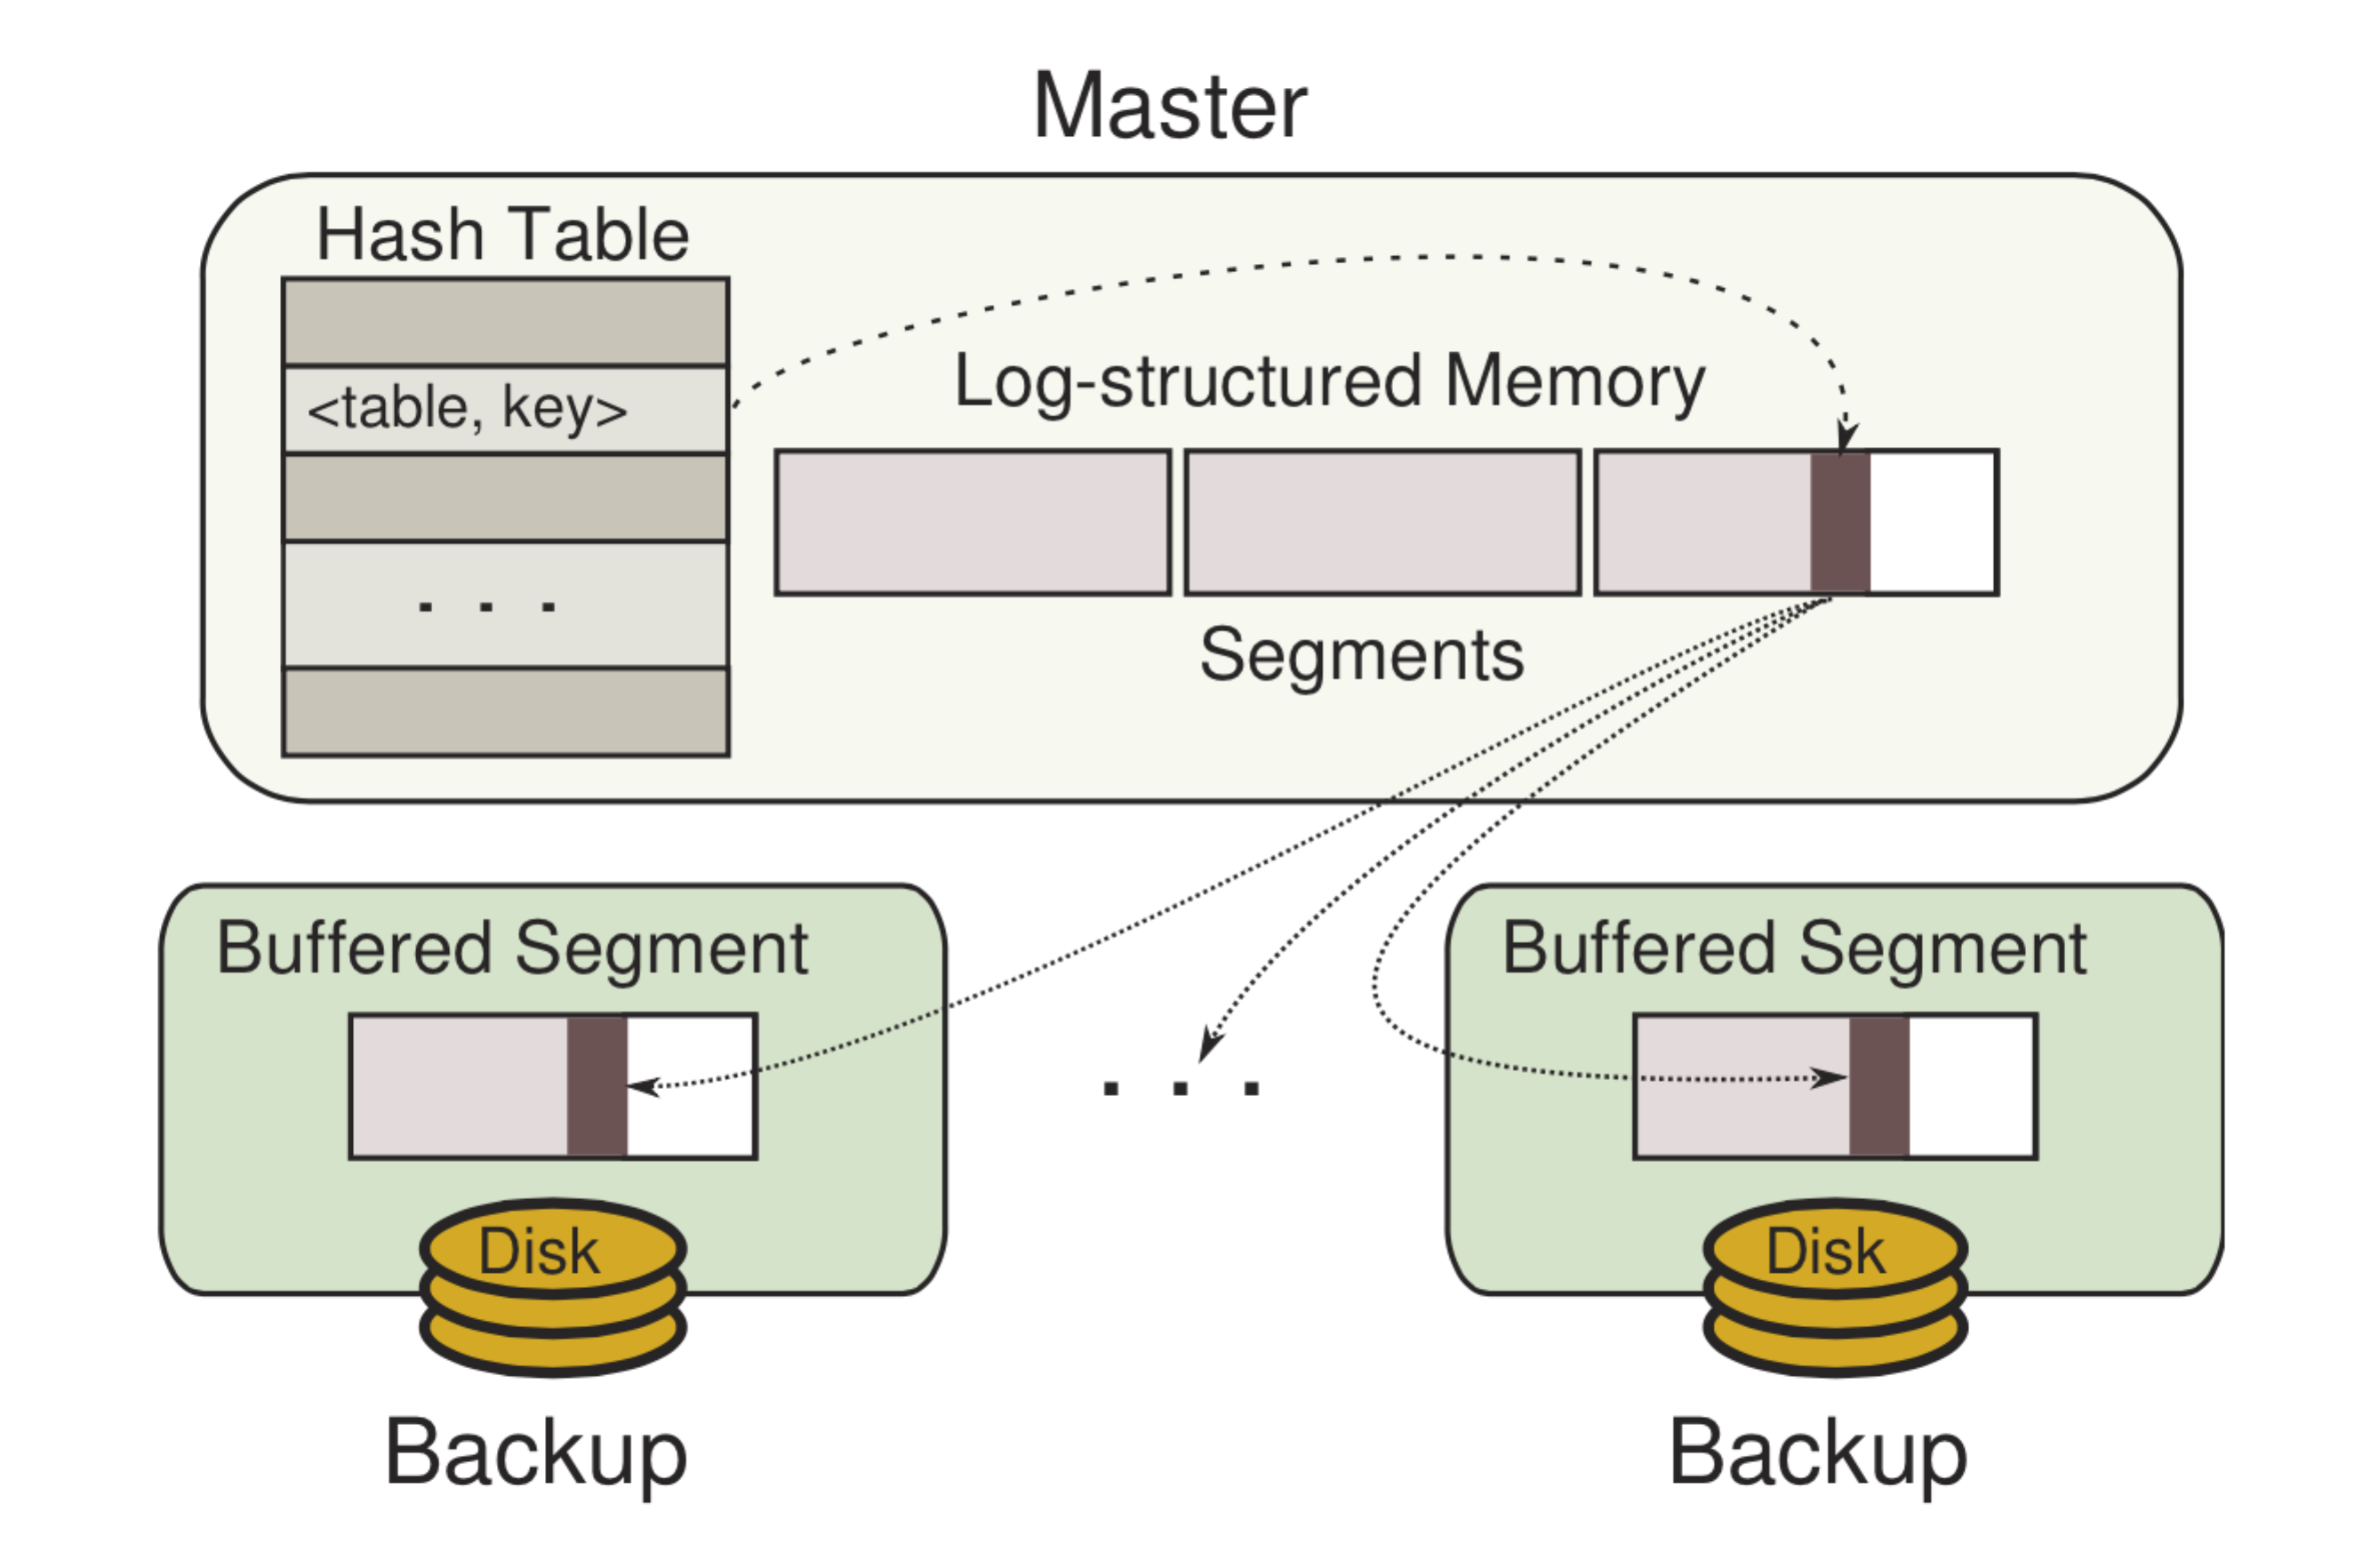 Master
Hash Table
<table, key>
. . .
Log-structured Memory
Segments
Buffered Segment
Disk
Backup
. . .
Buffered Segment
Disk
Backup